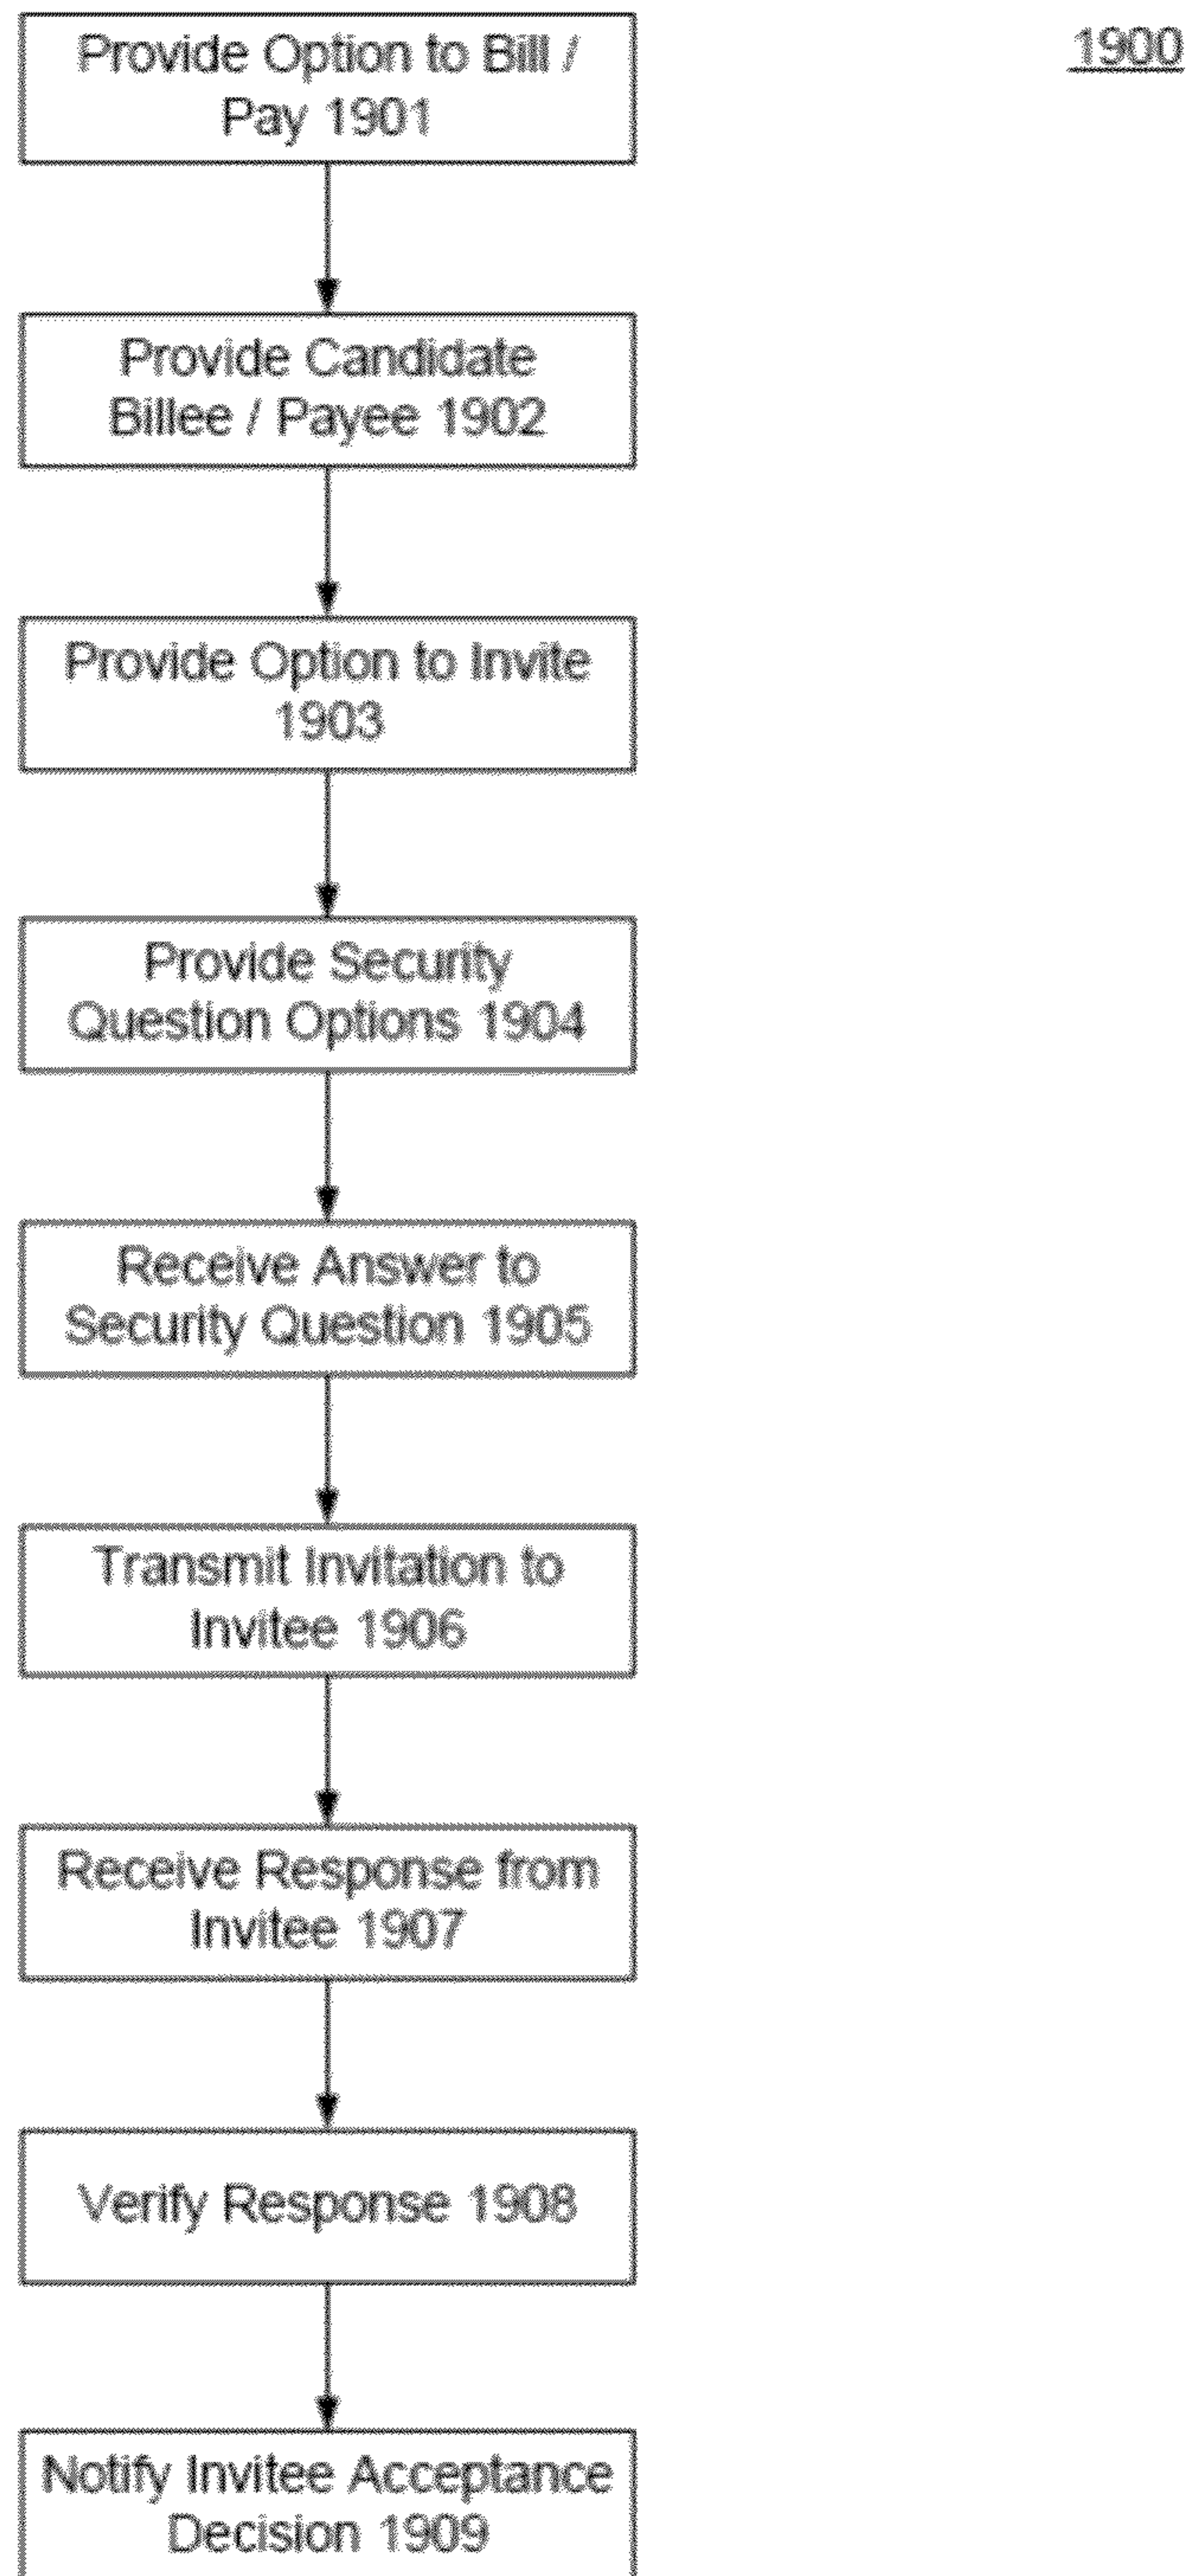 1900
Provide Option to Bill /
Pay 1901
Provide Candidate
Billee / Payee 1902
Provide Option to Invite
1903
Provide Security
Question Options 1904
Receive Answer to
Security Question 1905
Transmit Invitation to
Invitee 1906
Receive Response from
Invitee 1907
Verify Response 1908
Notify Invitee Acceptance
Decision 1909